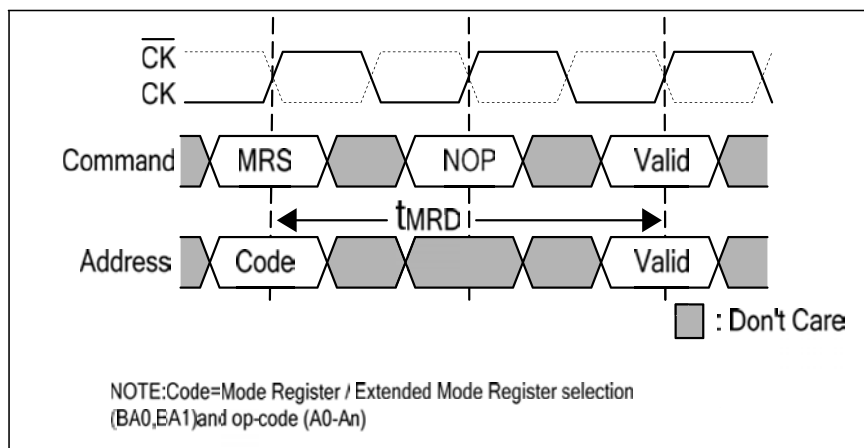 CK
CK
Command MRS NOP Valid
tMRD
Address Code Valid
: Don't Care
NOTE:Code=Mode Register / Extended Mode Register selection
(BA0,BA1)and op-code (A0-An)